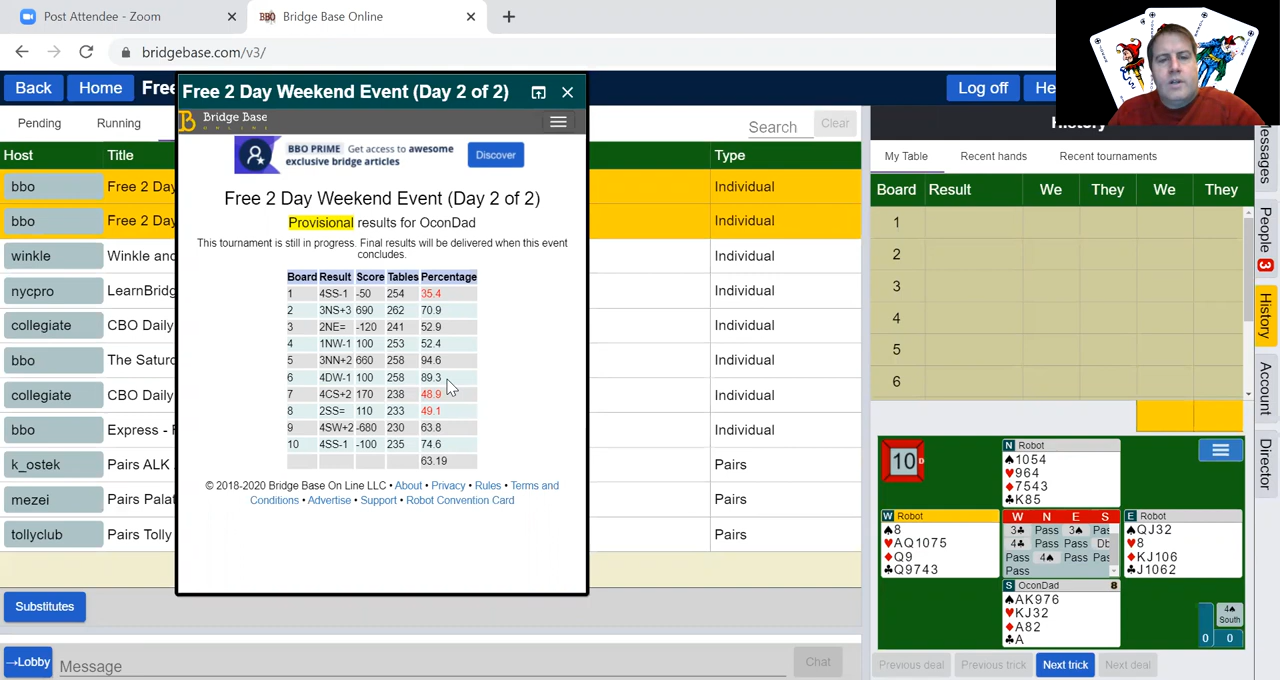 Post Attendee - Zoom
BBO Bridge Base Online
bridgebase.com/v3/
Back
Home
Free
Log off
He
Pending
Running
Search
Clear
Host
Title
Type
bbo
Free 2 Day
Individual
bbo
Free 2 Day
Individual
winkle
Winkle and
Individual
nycpro
LearnBridg
Individual
collegiate
CBO Daily
Individual
bbo
The Saturd
Individual
collegiate
CBO Daily
Individual
bbo
Express - F
Individual
k_ostek
Pairs ALK
Pairs
mezei
Pairs Palat
Pairs
tollyclub
Pairs Tolly
Pairs
Substitutes
→Lobby
Message
Chat
Free 2 Day Weekend Event (Day 2 of 2)
Bridge Base
ONLINE
BBO PRIME Get access to awesome
exclusive bridge articles
Discover
Free 2 Day Weekend Event (Day 2 of 2)
Provisional results for OconDad
This tournament is still in progress. Final results will be delivered when this event
concludes.
Board Result Score Tables Percentage
1 4SS-1 -50 254 35.4
2 3NS+3 690 262 70.9
3 2NE= -120 241 52.9
4 1NW-1 100 253 52.4
5 3NN+2 660 258 94.6
6 4DW-1 100 258 89.3
7 4CS+2 170 238 48.9
8 2SS= 110 233 49.1
9 4SW+2 -680 230 63.8
10 4SS-1 -100 235 74.6
63.19
© 2018-2020 Bridge Base On Line LLC • About • Privacy • Rules • Terms and
Conditions • Advertise • Support • Robot Convention Card
History
My Table
Recent hands
Recent tournaments
Board Result We They We They
1
2
3
4
5
6
Messages
People 3
History
Account
Director
10 D
N Robot
♠1054
♥964
♦7543
♣K85
W Robot
♠8
♥AQ1075
♦Q9
♣Q9743
W N E S
3♣ Pass 3♠ Pas
4♣ Pass Pass Db
Pass 4♠ Pass Pas
Pass
E Robot
♠QJ32
♥8
♦KJ106
♣J1062
S OconDad 8
♠AK976
♥KJ32
♦A82
♣A
4♠
South
0 0
Previous deal
Previous trick
Next trick
Next deal